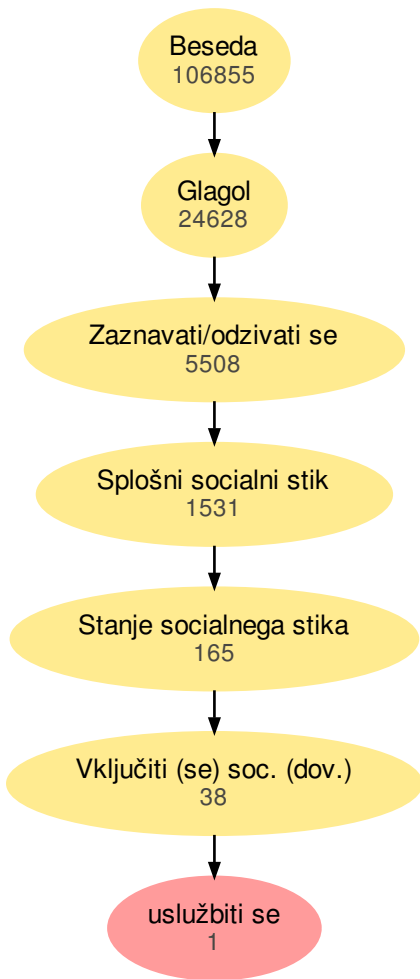 Beseda
106855
Glagol
24628
Zaznavati/odzivati se
5508
Splošni socialni stik
1531
Stanje socialnega stika
165
Vključiti (se) soc. (dov.)
38
uslužbiti se
1